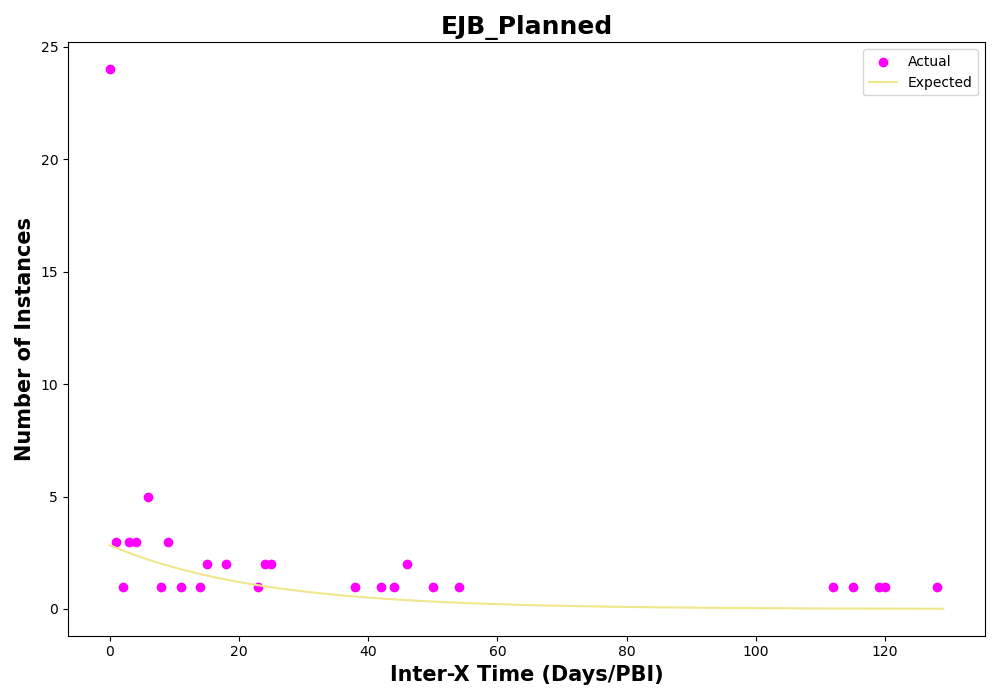 EJB_Planned
25
20
15
10
5
0
Number of Instances
Actual
Expected
0 20 40 60 80 100 120
Inter-X Time (Days/PBI)